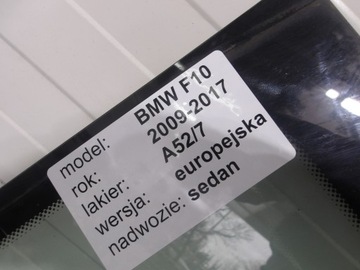 model: BMW F10
rok: 2009-2017
lakier: A52/7
wersja: europejska
nadwozie: sedan